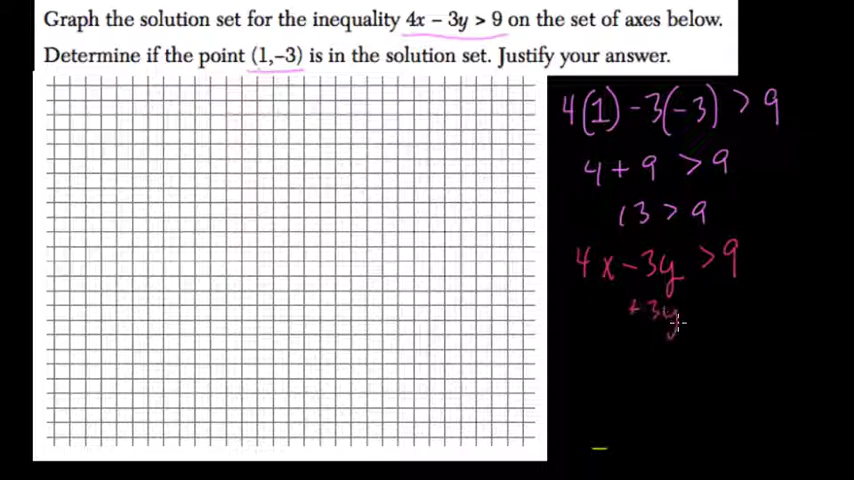 Graph the solution set for the inequality 4x – 3y > 9 on the set of axes below.
Determine if the point (1,–3) is in the solution set. Justify your answer.
4(1) - 3(-3) > 9
4 + 9 > 9
13 > 9
4x - 3y > 9
+ 3y